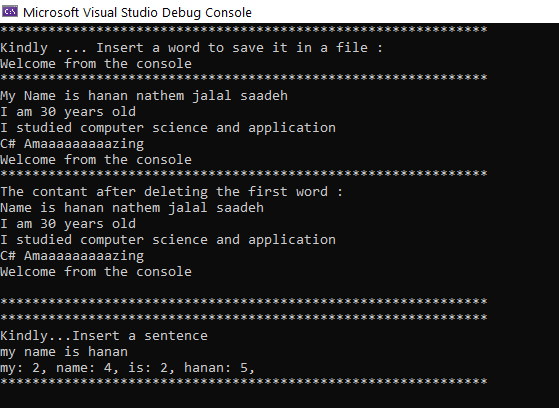 Microsoft Visual Studio Debug Console
*************************************************************
Kindly .... Insert a word to save it in a file :
Welcome from the console
*************************************************************
My Name is hanan nathem jalal saadeh
I am 30 years old
I studied computer science and application
C# Amaaaaaaaaazing
Welcome from the console
*************************************************************
The contant after deleting the first word :
Name is hanan nathem jalal saadeh
I am 30 years old
I studied computer science and application
C# Amaaaaaaaaazing
Welcome from the console
*************************************************************
*************************************************************
Kindly...Insert a sentence
my name is hanan
my: 2, name: 4, is: 2, hanan: 5,
*************************************************************